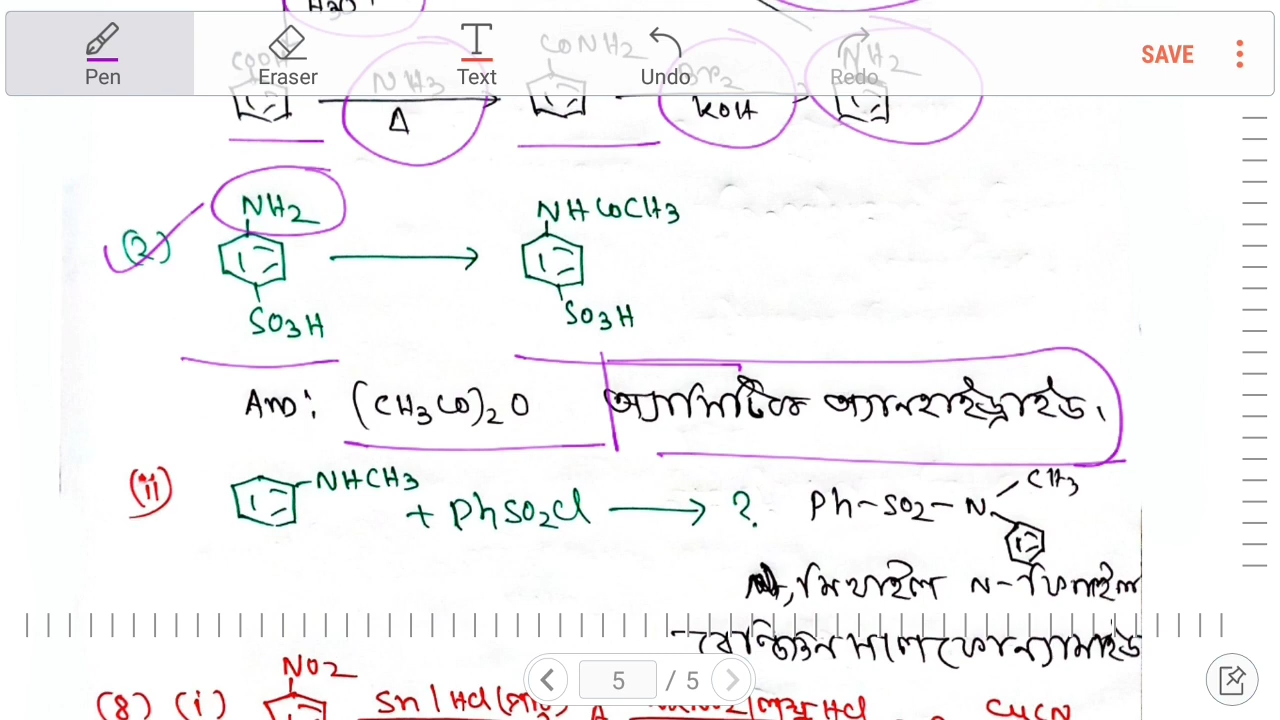 H2O+
Pen
Eraser
Text
Undo
Redo
SAVE
COOH NH3 CONH2 Br2 NH2
Δ KOH
NH2 NHCOCH3
(2)
SO3H SO3H
Ans: (CH3CO)2O অ্যাসিটিক অ্যানহাইড্রাইড।
(ii) NHCH3 + PhSO2Cl → ? Ph-SO2-N CH3
N, মিথাইল N-ফিনাইল
বেন্জিন সালফোন্যামাইড
5 / 5
NO2
(8) (i) Sn / HCl A HCl CuCN